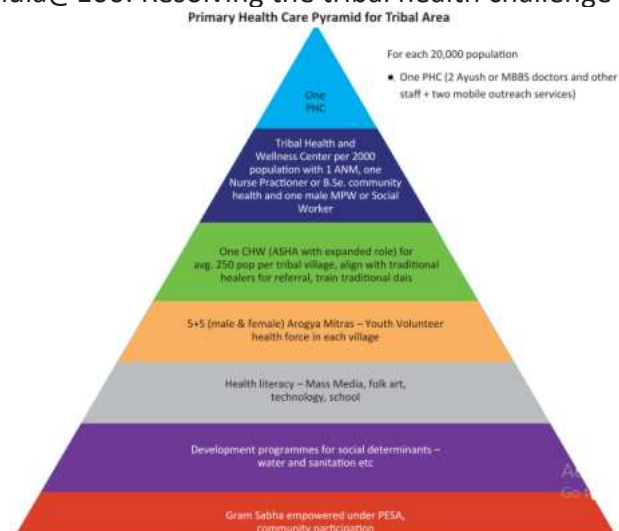 @ 100: Resolving the tribal health challenge
Primary Health Care Pyramid for Tribal Area
For each 20,000 population
• One PHC (2 Ayush or MBBS doctors and other
staff + two mobile outreach services)
One
PHC
Tribal Health and
Wellness Center per 2000
population with 1 ANM, one
Nurse Practioner or B.Se. community
health and one male MPW or Social
Worker
One CHW (ASHA with expanded role) for
avg. 250 pop per tribal village, align with traditional
healers for referral, train traditional dais
5+5 (male & female) Arogya Mitras – Youth Volunteer
health force in each village
Health literacy – Mass Media, folk art,
technology, school
Development programmes for social determinants –
water and sanitation etc
Gram Sabha empowered under PESA,
community participation